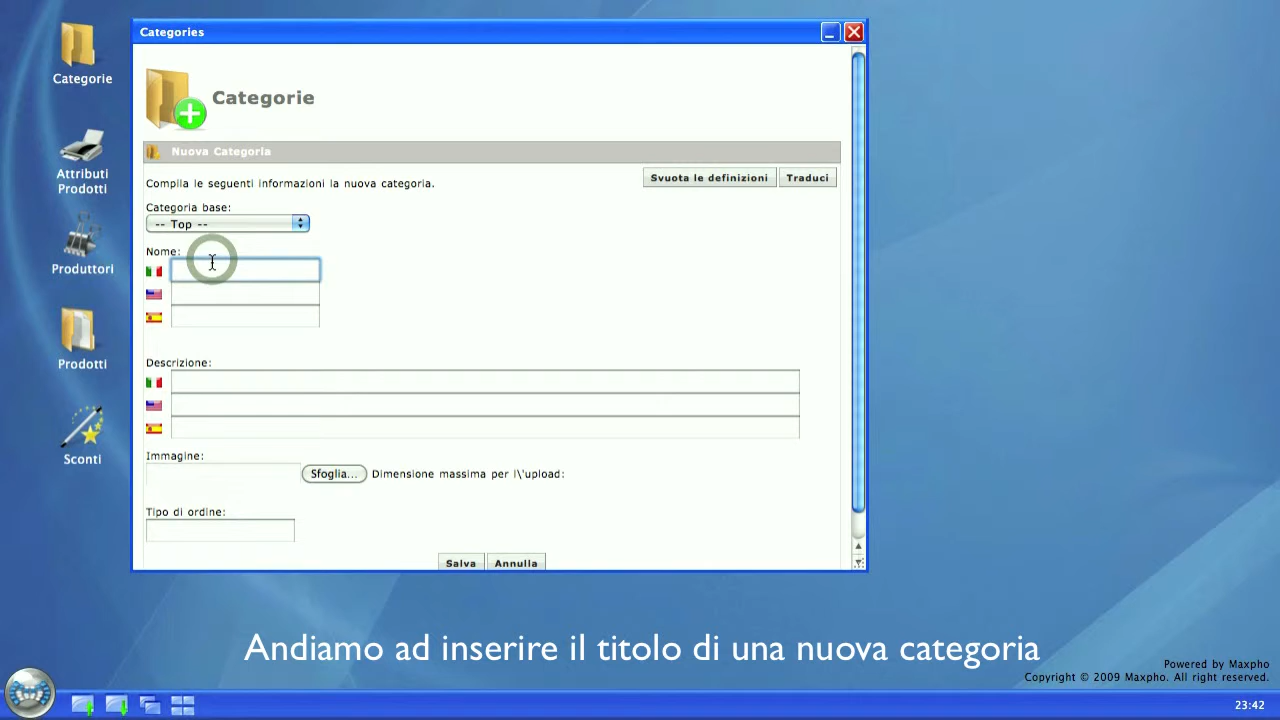 Categorie
Attributi
Prodotti
Produttori
Prodotti
Sconti
Categories
Categorie
Nuova Categoria
Compila le seguenti informazioni la nuova categoria.
Svuota le definizioni
Traduci
Categoria base:
-- Top --
Nome:
Descrizione:
Immagine:
Sfoglia... Dimensione massima per l\'upload:
Tipo di ordine:
Salva Annulla
Andiamo ad inserire il titolo di una nuova categoria
Powered by Maxpho
Copyright © 2009 Maxpho. All right reserved.
23:42